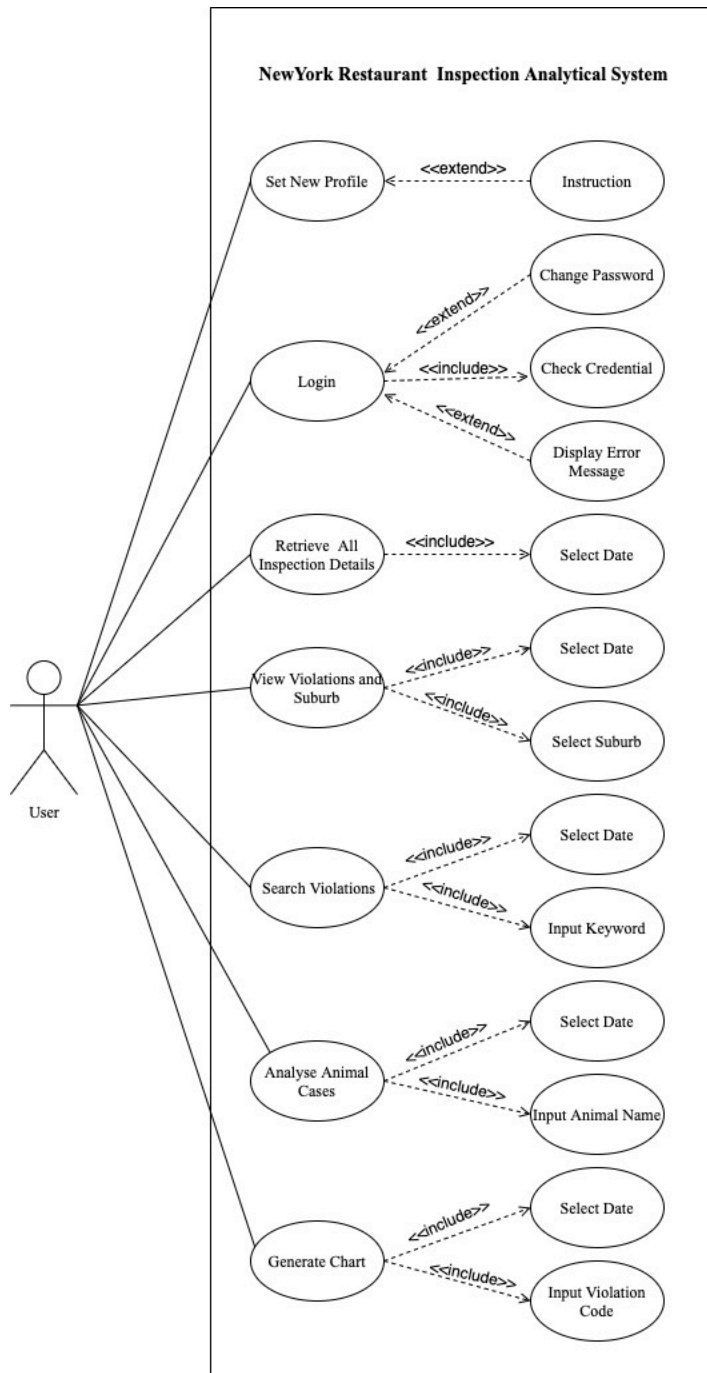 NewYork Restaurant Inspection Analytical System
Set New Profile
<<extend>>
Instruction
Change Password
<<extend>>
Login
<<include>>
Check Credential
<<extend>>
Display Error
Message
Retrieve All
Inspection Details
<<include>>
Select Date
View Violations and
Suburb
<<include>>
Select Date
<<include>>
Select Suburb
User
Search Violations
<<include>>
Select Date
<<include>>
Input Keyword
Analyse Animal
Cases
<<include>>
Select Date
<<include>>
Input Animal Name
Generate Chart
<<include>>
Select Date
<<include>>
Input Violation
Code